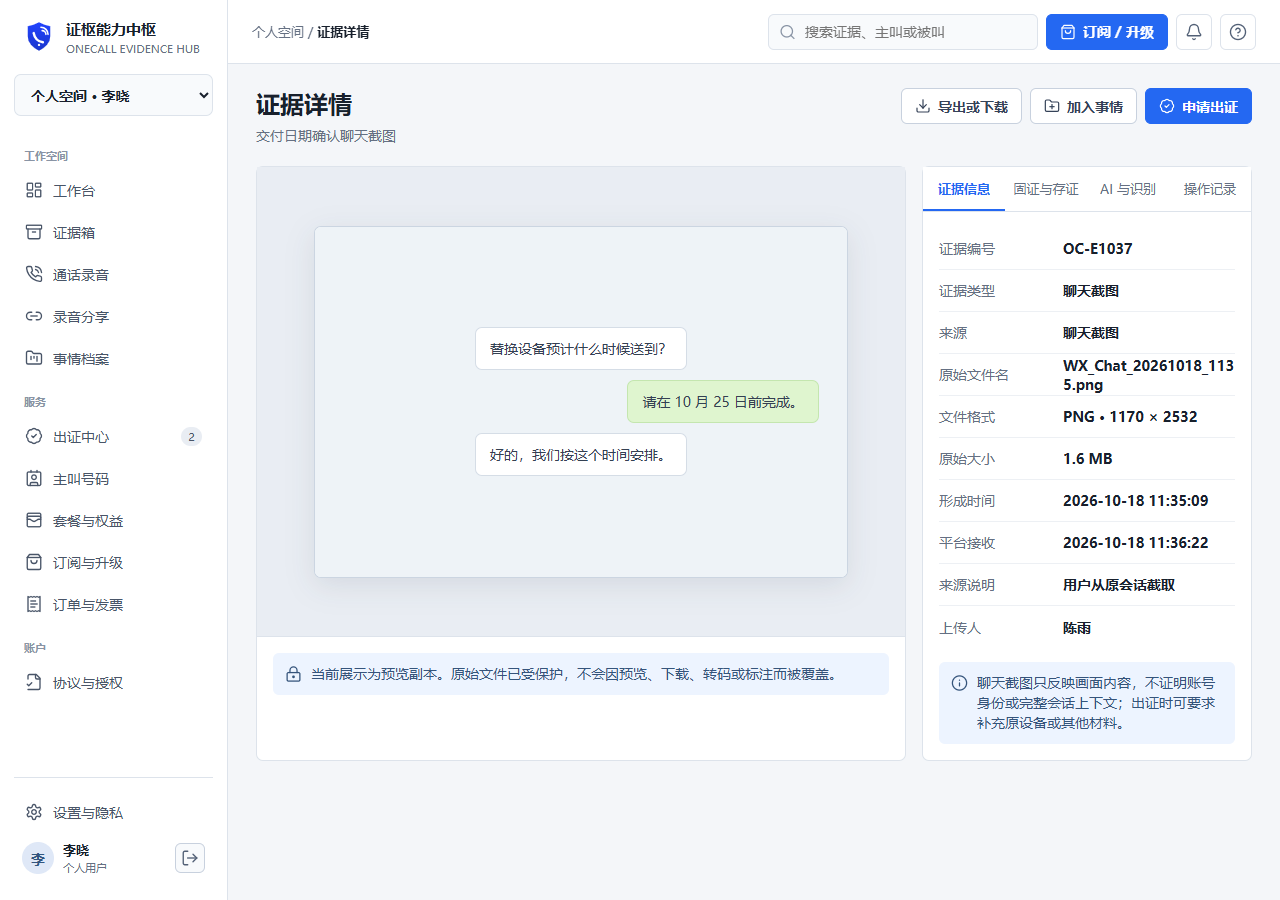 证枢能力中枢
ONECALL EVIDENCE HUB
个人空间 • 李晓
工作空间
工作台
证据箱
通话录音
录音分享
事情档案
服务
出证中心
2
主叫号码
套餐与权益
订阅与升级
订单与发票
账户
协议与授权
设置与隐私
李
李晓
个人用户
个人空间 / 证据详情
搜索证据、主叫或被叫
订阅 / 升级
证据详情
交付日期确认聊天截图
导出或下载
加入事情
申请出证
替换设备预计什么时候送到？
请在 10 月 25 日前完成。
好的，我们按这个时间安排。
当前展示为预览副本。原始文件已受保护，不会因预览、下载、转码或标注而被覆盖。
证据信息
固证与存证
AI 与识别
操作记录
证据编号 OC-E1037
证据类型 聊天截图
来源 聊天截图
原始文件名 WX_Chat_20261018_113
5.png
文件格式 PNG • 1170 × 2532
原始大小 1.6 MB
形成时间 2026-10-18 11:35:09
平台接收 2026-10-18 11:36:22
来源说明 用户从原会话截取
上传人 陈雨
聊天截图只反映画面内容，不证明账号
身份或完整会话上下文；出证时可要求
补充原设备或其他材料。